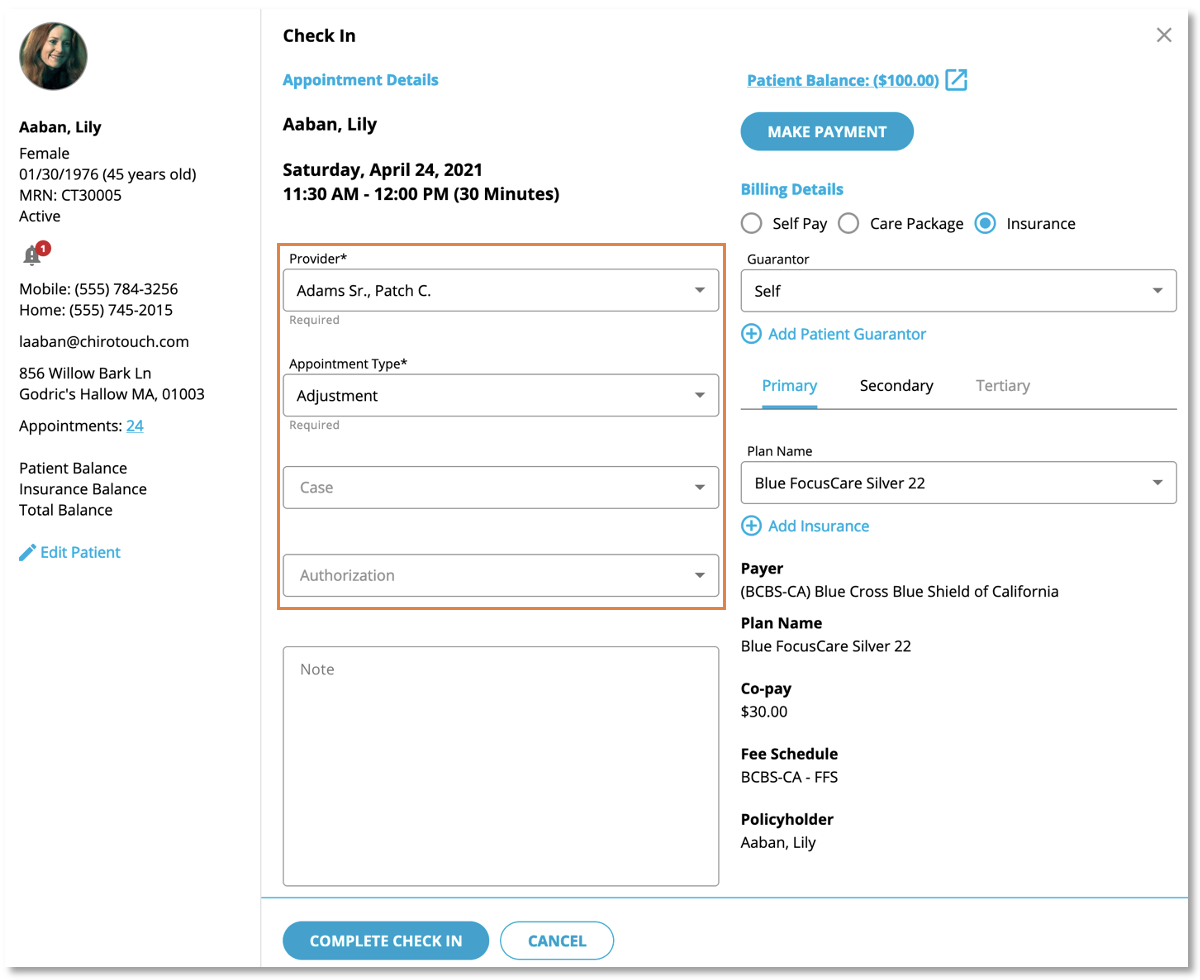 Aaban, Lily
Female
01/30/1976 (45 years old)
MRN: CT30005
Active
1
Mobile: (555) 784-3256
Home: (555) 745-2015
laaban@chirotouch.com
856 Willow Bark Ln
Godric's Hallow MA, 01003
Appointments: 24
Patient Balance
Insurance Balance
Total Balance
Edit Patient
Check In
Appointment Details
Aaban, Lily
Saturday, April 24, 2021
11:30 AM - 12:00 PM (30 Minutes)
Provider*
Adams Sr., Patch C.
Required
Appointment Type*
Adjustment
Required
Case
Authorization
Note
Patient Balance: ($100.00)
MAKE PAYMENT
Billing Details
Self Pay Care Package Insurance
Guarantor
Self
Add Patient Guarantor
Primary Secondary Tertiary
Plan Name
Blue FocusCare Silver 22
Add Insurance
Payer
(BCBS-CA) Blue Cross Blue Shield of California
Plan Name
Blue FocusCare Silver 22
Co-pay
$30.00
Fee Schedule
BCBS-CA - FFS
Policyholder
Aaban, Lily
COMPLETE CHECK IN CANCEL